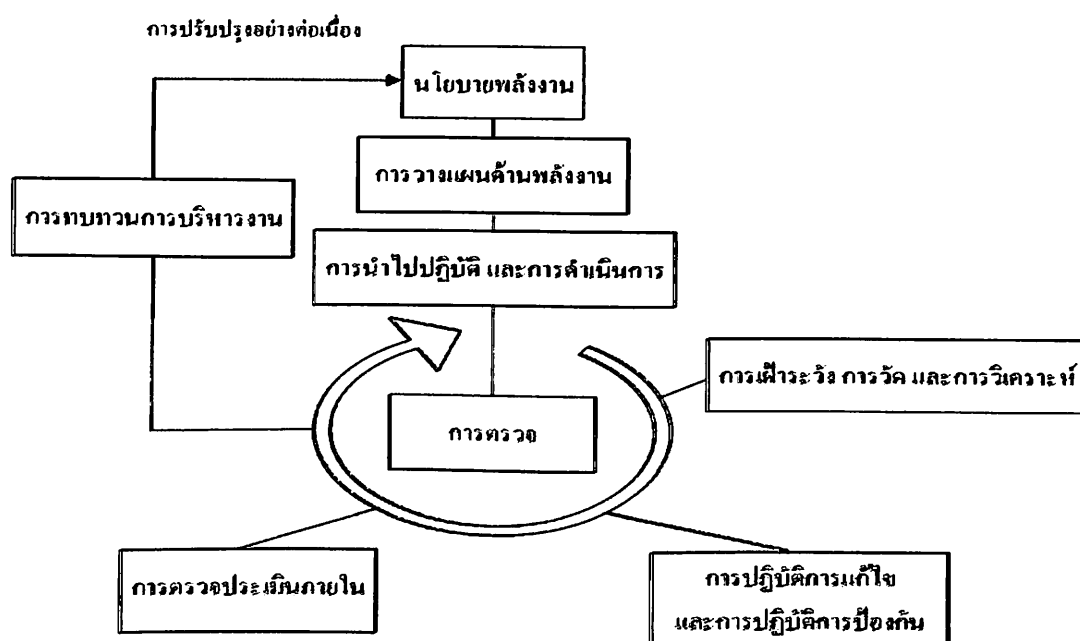 การปรับปรุงอย่างต่อเนื่อง
นโยบายพลังงาน
การวางแผนด้านพลังงาน
การทบทวนการบริหารงาน
การนำไปปฏิบัติ และการดำเนินการ
การเฝ้าระวัง การวัด และการวิเคราะห์
การตรวจ
การตรวจประเมินภายใน
การปฏิบัติการแก้ไข
และการปฏิบัติการป้องกัน